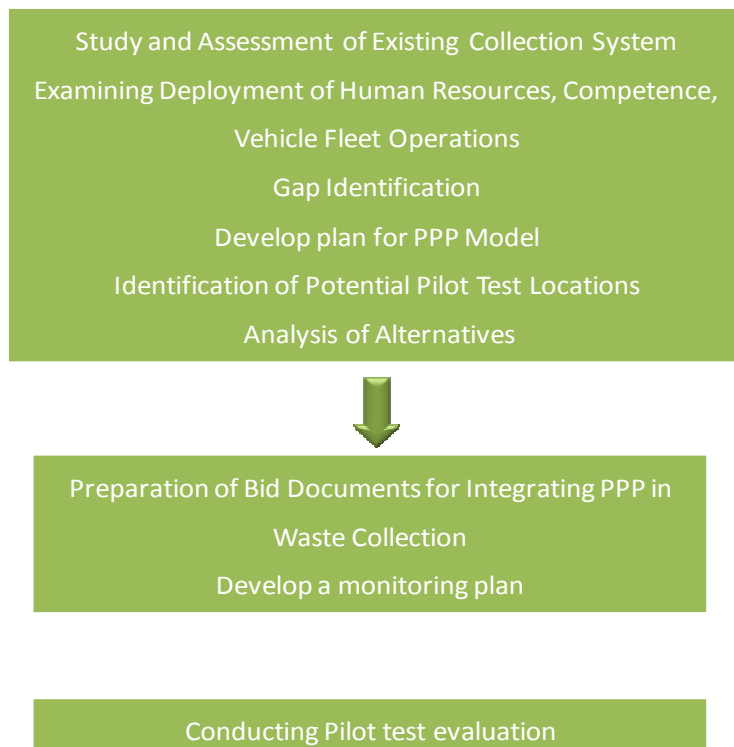 Study and Assessment of Existing Collection System
Examining Deployment of Human Resources, Competence,
Vehicle Fleet Operations
Gap Identification
Develop plan for PPP Model
Identification of Potential Pilot Test Locations
Analysis of Alternatives
Preparation of Bid Documents for Integrating PPP in
Waste Collection
Develop a monitoring plan
Conducting Pilot test evaluation